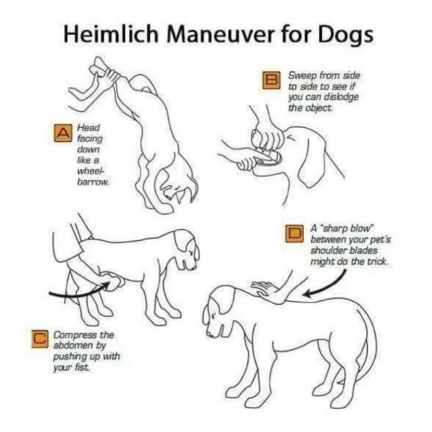 Heimlich Maneuver for Dogs
A
Head
facing
down
like a
wheel-
barrow.
B
Sweep from side
to side to see if
you can dislodge
the object.
C
Compress the
abdomen by
pushing up with
your fist.
D
A "sharp blow"
between your pet's
shoulder blades
might do the trick.